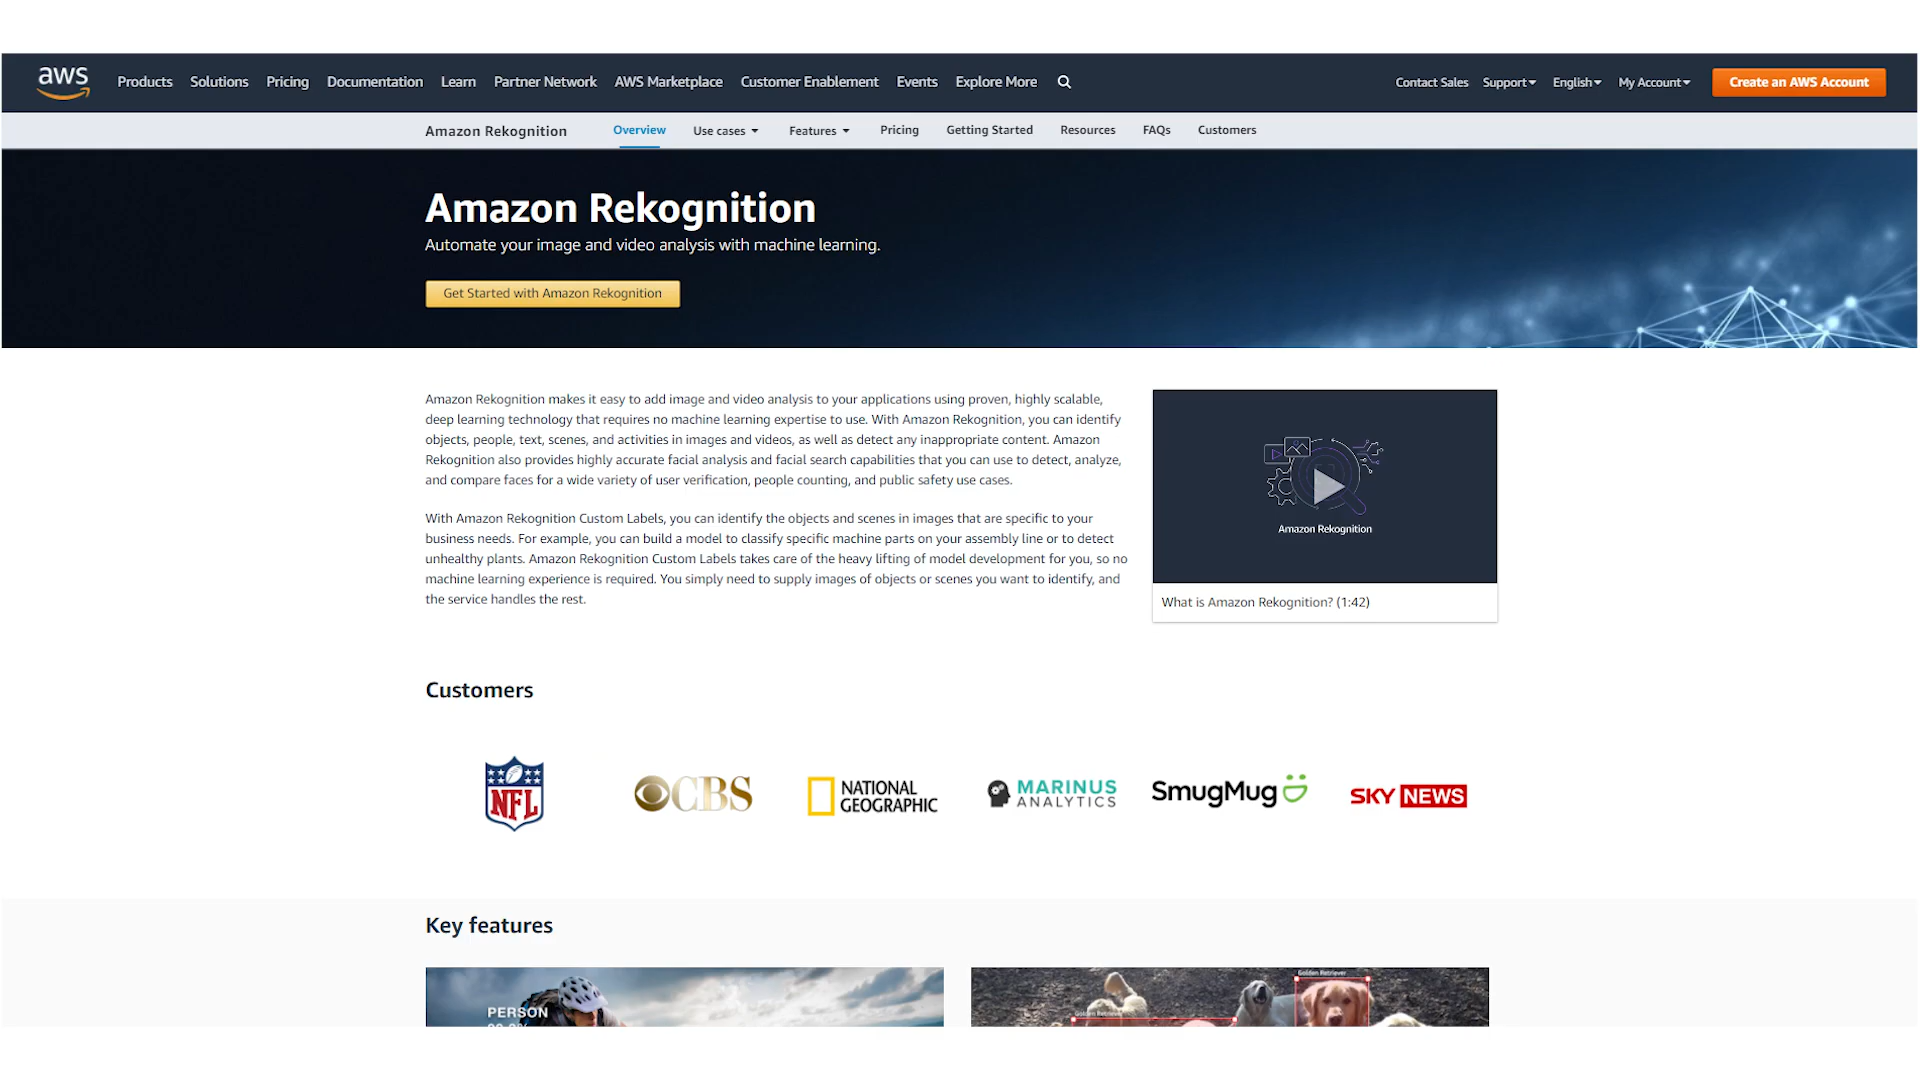 aws
Products Solutions Pricing Documentation Learn Partner Network AWS Marketplace Customer Enablement Events Explore More
Contact Sales Support English My Account Create an AWS Account
Amazon Rekognition Overview Use cases Features Pricing Getting Started Resources FAQs Customers
Amazon Rekognition
Automate your image and video analysis with machine learning.
Get Started with Amazon Rekognition
Amazon Rekognition makes it easy to add image and video analysis to your applications using proven, highly scalable,
deep learning technology that requires no machine learning expertise to use. With Amazon Rekognition, you can identify
objects, people, text, scenes, and activities in images and videos, as well as detect any inappropriate content. Amazon
Rekognition also provides highly accurate facial analysis and facial search capabilities that you can use to detect, analyze,
and compare faces for a wide variety of user verification, people counting, and public safety use cases.
With Amazon Rekognition Custom Labels, you can identify the objects and scenes in images that are specific to your
business needs. For example, you can build a model to classify specific machine parts on your assembly line or to detect
unhealthy plants. Amazon Rekognition Custom Labels takes care of the heavy lifting of model development for you, so no
machine learning experience is required. You simply need to supply images of objects or scenes you want to identify, and
the service handles the rest.
Amazon Rekognition
What is Amazon Rekognition? (1:42)
Customers
NFL
CBS
NATIONAL
GEOGRAPHIC
MARINUS
ANALYTICS
SmugMug
SKY NEWS
Key features
PERSON
Golden Retriever
Golden Retriever